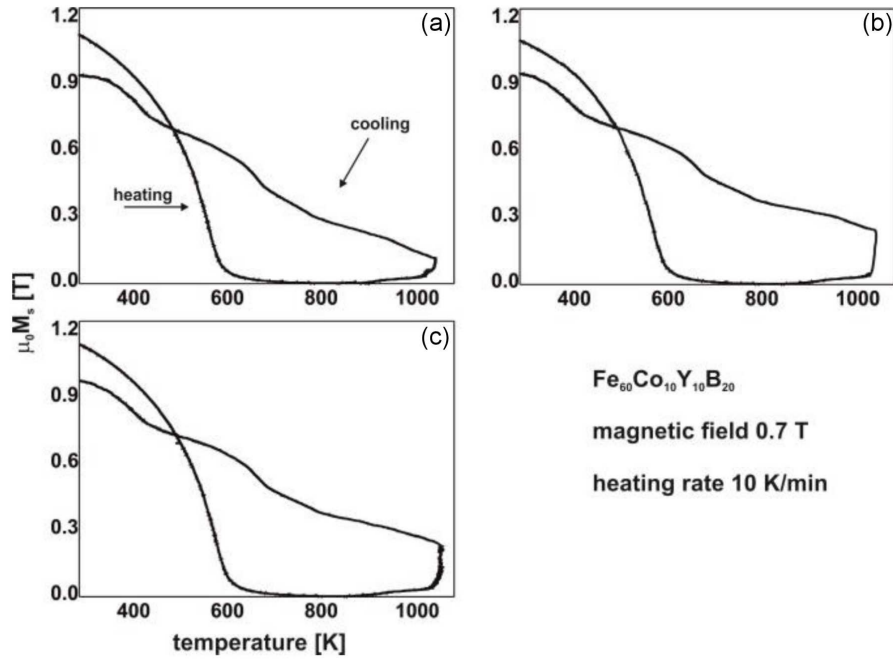 (a)
1.2
0.9
0.6
0.3
0.0
cooling
heating
400
600
800
1000
(b)
1.2
0.9
0.6
0.3
0.0
400
600
800
1000
μ₀Mₛ [T]
(c)
1.2
0.9
0.6
0.3
0.0
400
600
800
1000
temperature [K]
Fe₆₀Co₁₀Y₁₀B₂₀
magnetic field 0.7 T
heating rate 10 K/min